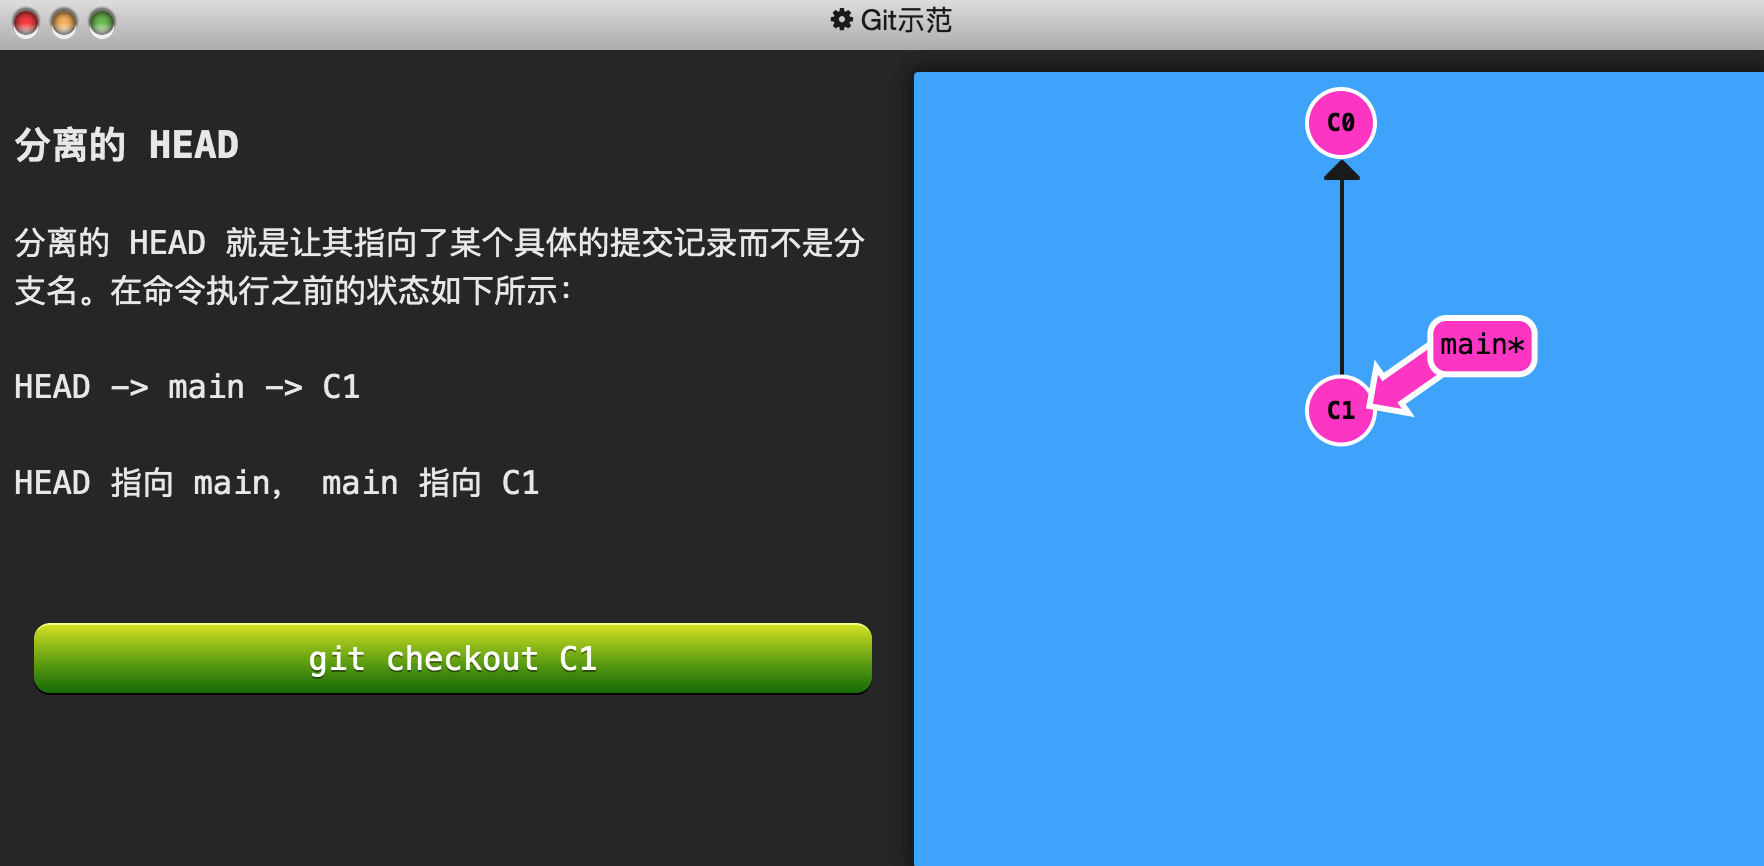 Git示范
分离的 HEAD
分离的 HEAD 就是让其指向了某个具体的提交记录而不是分
支名。在命令执行之前的状态如下所示：
HEAD -> main -> C1
HEAD 指向 main， main 指向 C1
git checkout C1
C0
main*
C1